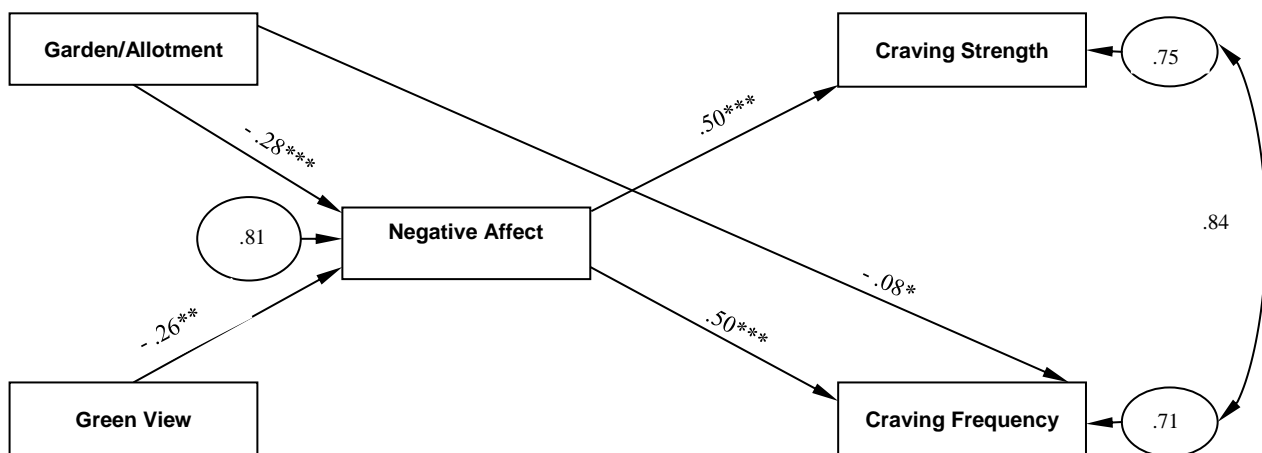 Garden/Allotment
Craving Strength
.75
.50***
- .28***
.81
Negative Affect
.84
- .08*
- .26**
.50***
Green View
Craving Frequency
.71